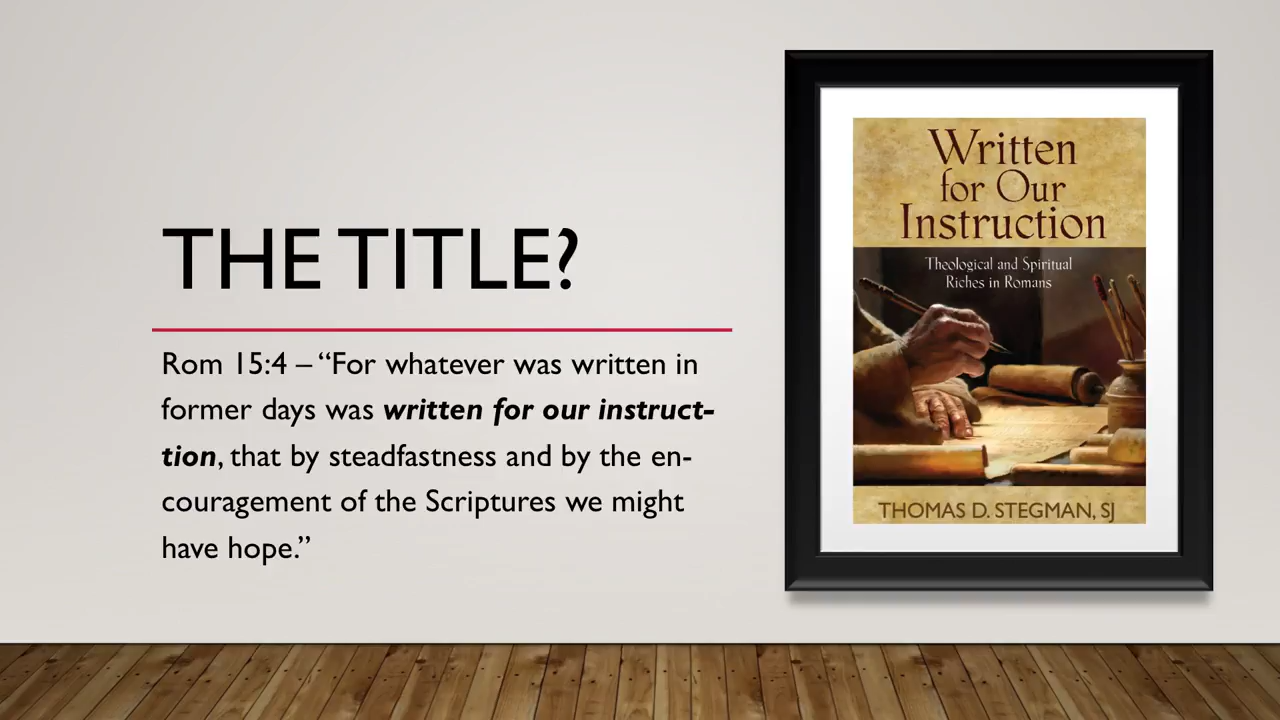 THE TITLE?
Rom 15:4 – “For whatever was written in
former days was written for our instruct-
tion, that by steadfastness and by the en-
couragement of the Scriptures we might
have hope.”
Written
for Our
Instruction
Theological and Spiritual
Riches in Romans
THOMAS D. STEGMAN, SJ